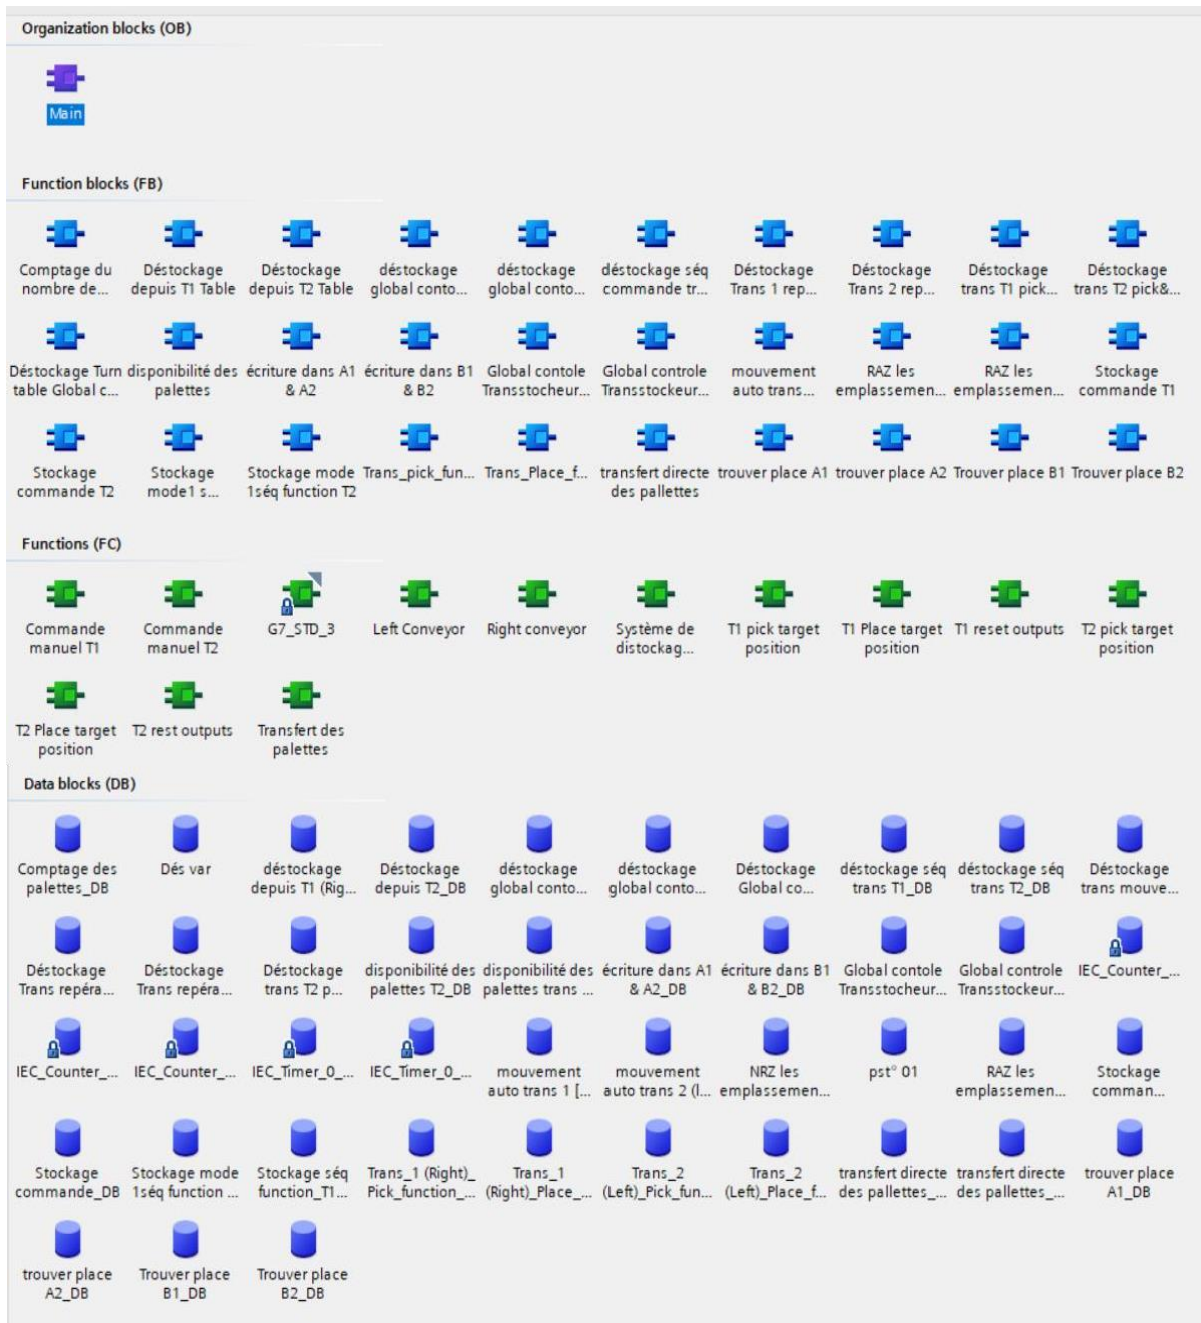 Organization blocks (OB)
Main
Function blocks (FB)
Comptage du Déstockage Déstockage déstockage déstockage déstockage séq Déstockage Déstockage Déstockage Déstockage
nombre de... depuis T1 Table depuis T2 Table global conto... global conto... commande tr... Trans 1 rep... Trans 2 rep... trans T1 pick... trans T2 pick&...
Déstockage Turn disponibilité des écriture dans A1 écriture dans B1 Global contole Global controle mouvement RAZ les RAZ les Stockage
table Global c... palettes & A2 & B2 Transstocheur... Transstockeur... auto trans... emplassemen... emplassemen... commande T1
Stockage Stockage Stockage mode Trans_pick_fun... Trans_Place_f... transfert directe trouver place A1 trouver place A2 Trouver place B1 Trouver place B2
commande T2 mode1 s... 1séq function T2 des pallettes
Functions (FC)
Commande Commande G7_STD_3 Left Conveyor Right conveyor Système de T1 pick target T1 Place target T1 reset outputs T2 pick target
manuel T1 manuel T2 distockag... position position position
T2 Place target T2 rest outputs Transfert des
position palettes
Data blocks (DB)
Comptage des Dés var déstockage Déstockage déstockage déstockage Déstockage déstockage séq déstockage séq Déstockage
palettes_DB depuis T1 (Rig... depuis T2_DB global conto... global conto... Global co... trans T1_DB trans T2_DB trans mouve...
Déstockage Déstockage Déstockage disponibilité des disponibilité des écriture dans A1 écriture dans B1 Global contole Global controle IEC_Counter_...
Trans repéra... Trans repéra... trans T2 p... palettes T2_DB palettes trans ... & A2_DB & B2_DB Transstocheur... Transstockeur...
IEC_Counter_... IEC_Counter_... IEC_Timer_0_... IEC_Timer_0_... mouvement mouvement NRZ les pst° 01 RAZ les Stockage
auto trans 1 [... auto trans 2 (l... emplassemen... emplassemen... comman...
Stockage Stockage mode Stockage séq Trans_1 (Right)_ Trans_1 Trans_2 Trans_2 transfert directe transfert directe trouver place
commande_DB 1séq function ... function_T1... Pick_function_... (Right)_Place_... (Left)_Pick_fun... (Left)_Place_f... des pallettes_... des pallettes_... A1_DB
trouver place Trouver place Trouver place
A2_DB B1_DB B2_DB